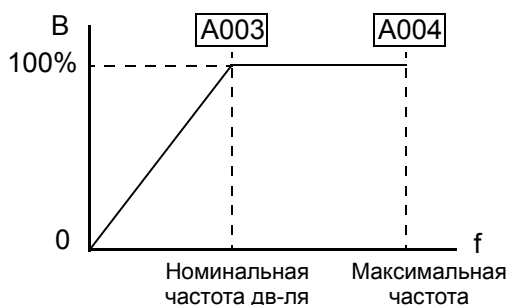 В
A003
A004
100%
0
f
Номинальная
частота дв-ля
Максимальная
частота